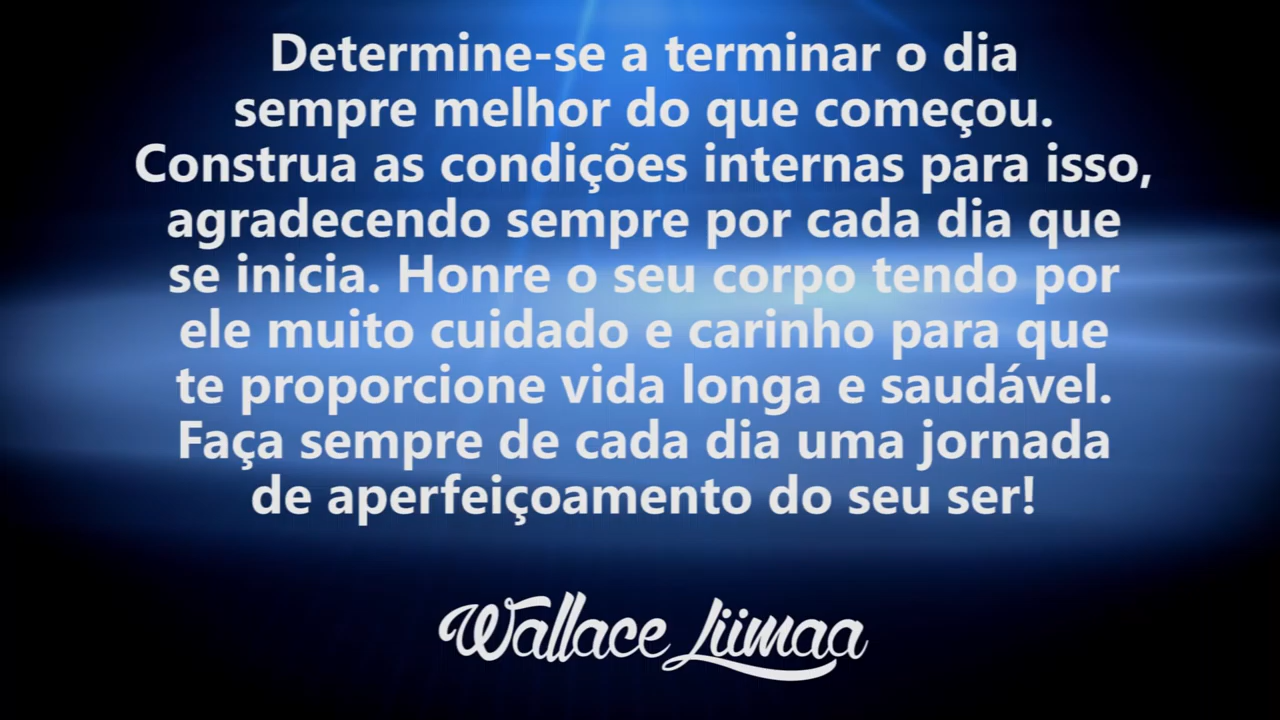 Determine-se a terminar o dia
sempre melhor do que começou.
Construa as condições internas para isso,
agradecendo sempre por cada dia que
se inicia. Honre o seu corpo tendo por
ele muito cuidado e carinho para que
te proporcione vida longa e saudável.
Faça sempre de cada dia uma jornada
de aperfeiçoamento do seu ser!
Wallace Liimaa